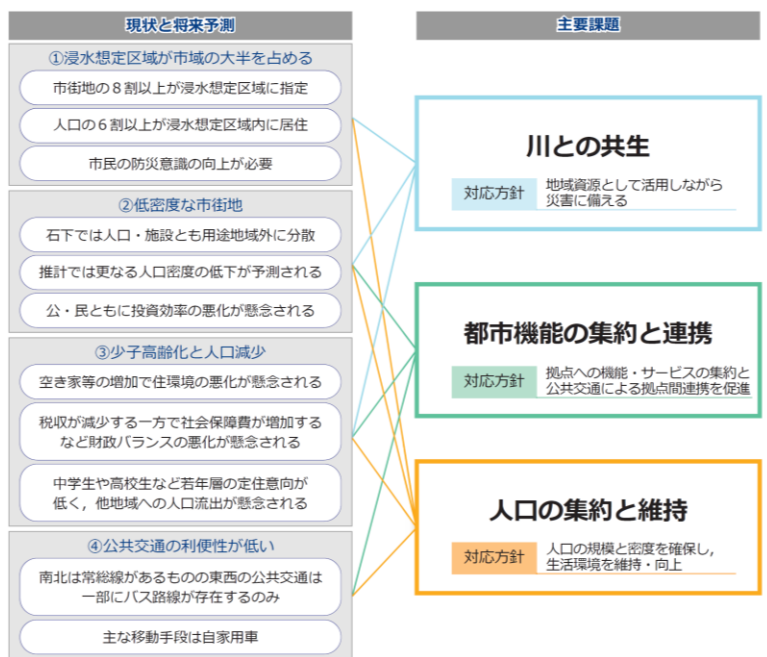 現状と将来予測
①浸水想定区域が市域の大半を占める
市街地の８割以上が浸水想定区域に指定
人口の６割以上が浸水想定区域内に居住
市民の防災意識の向上が必要
②低密度な市街地
石下では人口・施設とも用途地域外に分散
推計では更なる人口密度の低下が予測される
公・民ともに投資効率の悪化が懸念される
③少子高齢化と人口減少
空き家等の増加で住環境の悪化が懸念される
税収が減少する一方で社会保障費が増加する
など財政バランスの悪化が懸念される
中学生や高校生など若年層の定住意向が
低く，他地域への人口流出が懸念される
④公共交通の利便性が低い
南北は常総線があるものの東西の公共交通は
一部にバス路線が存在するのみ
主な移動手段は自家用車
主要課題
川との共生
対応方針
地域資源として活用しながら
災害に備える
都市機能の集約と連携
対応方針
拠点への機能・サービスの集約と
公共交通による拠点間連携を促進
人口の集約と維持
対応方針
人口の規模と密度を確保し，
生活環境を維持・向上